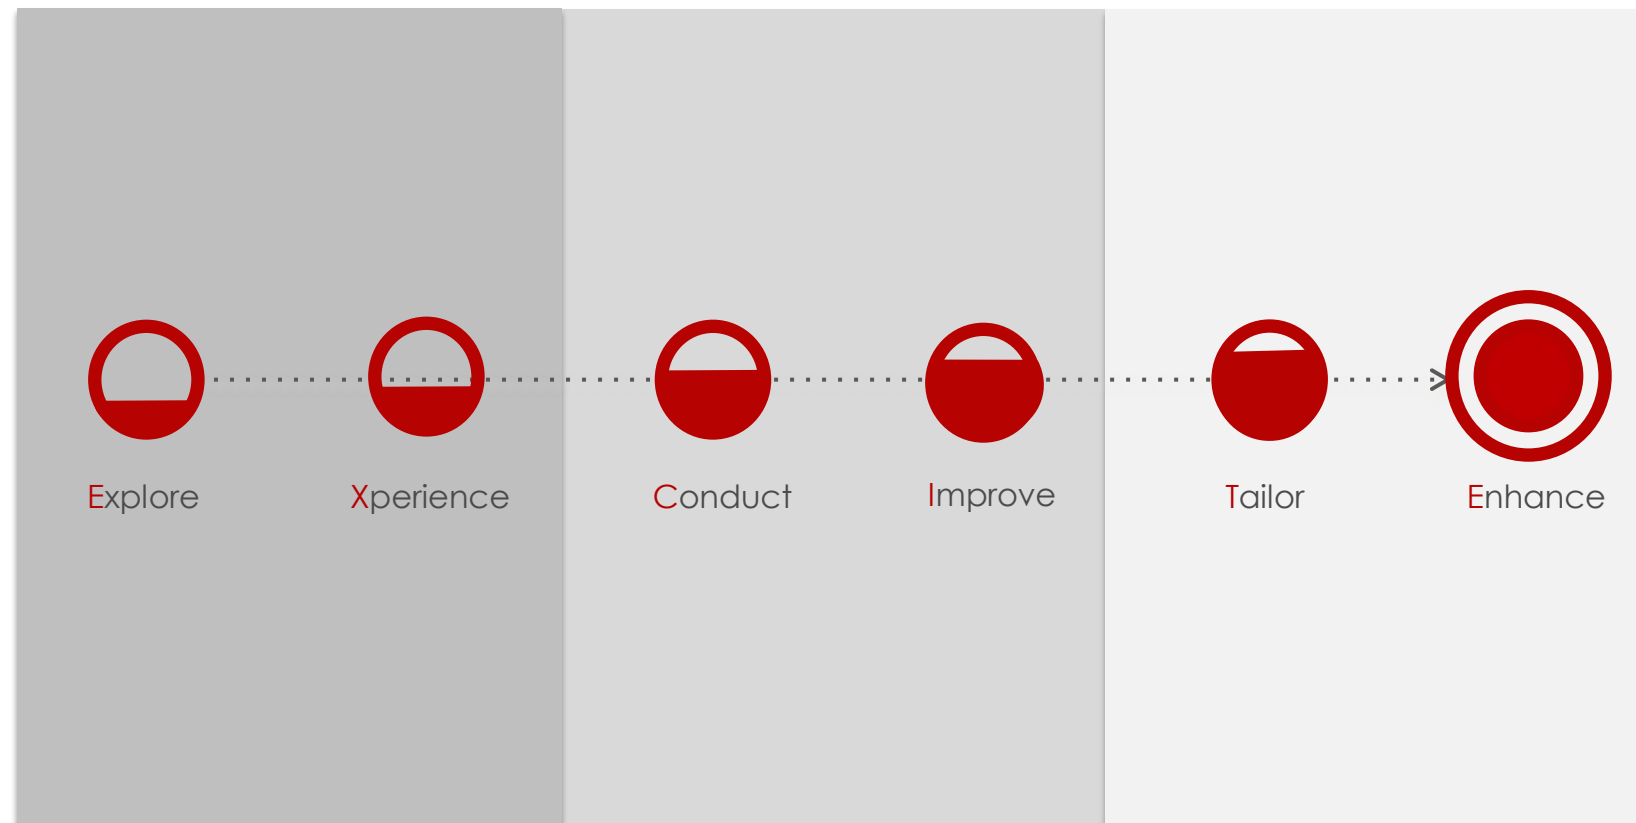 Explore
Xperience
Conduct
Improve
Tailor
Enhance